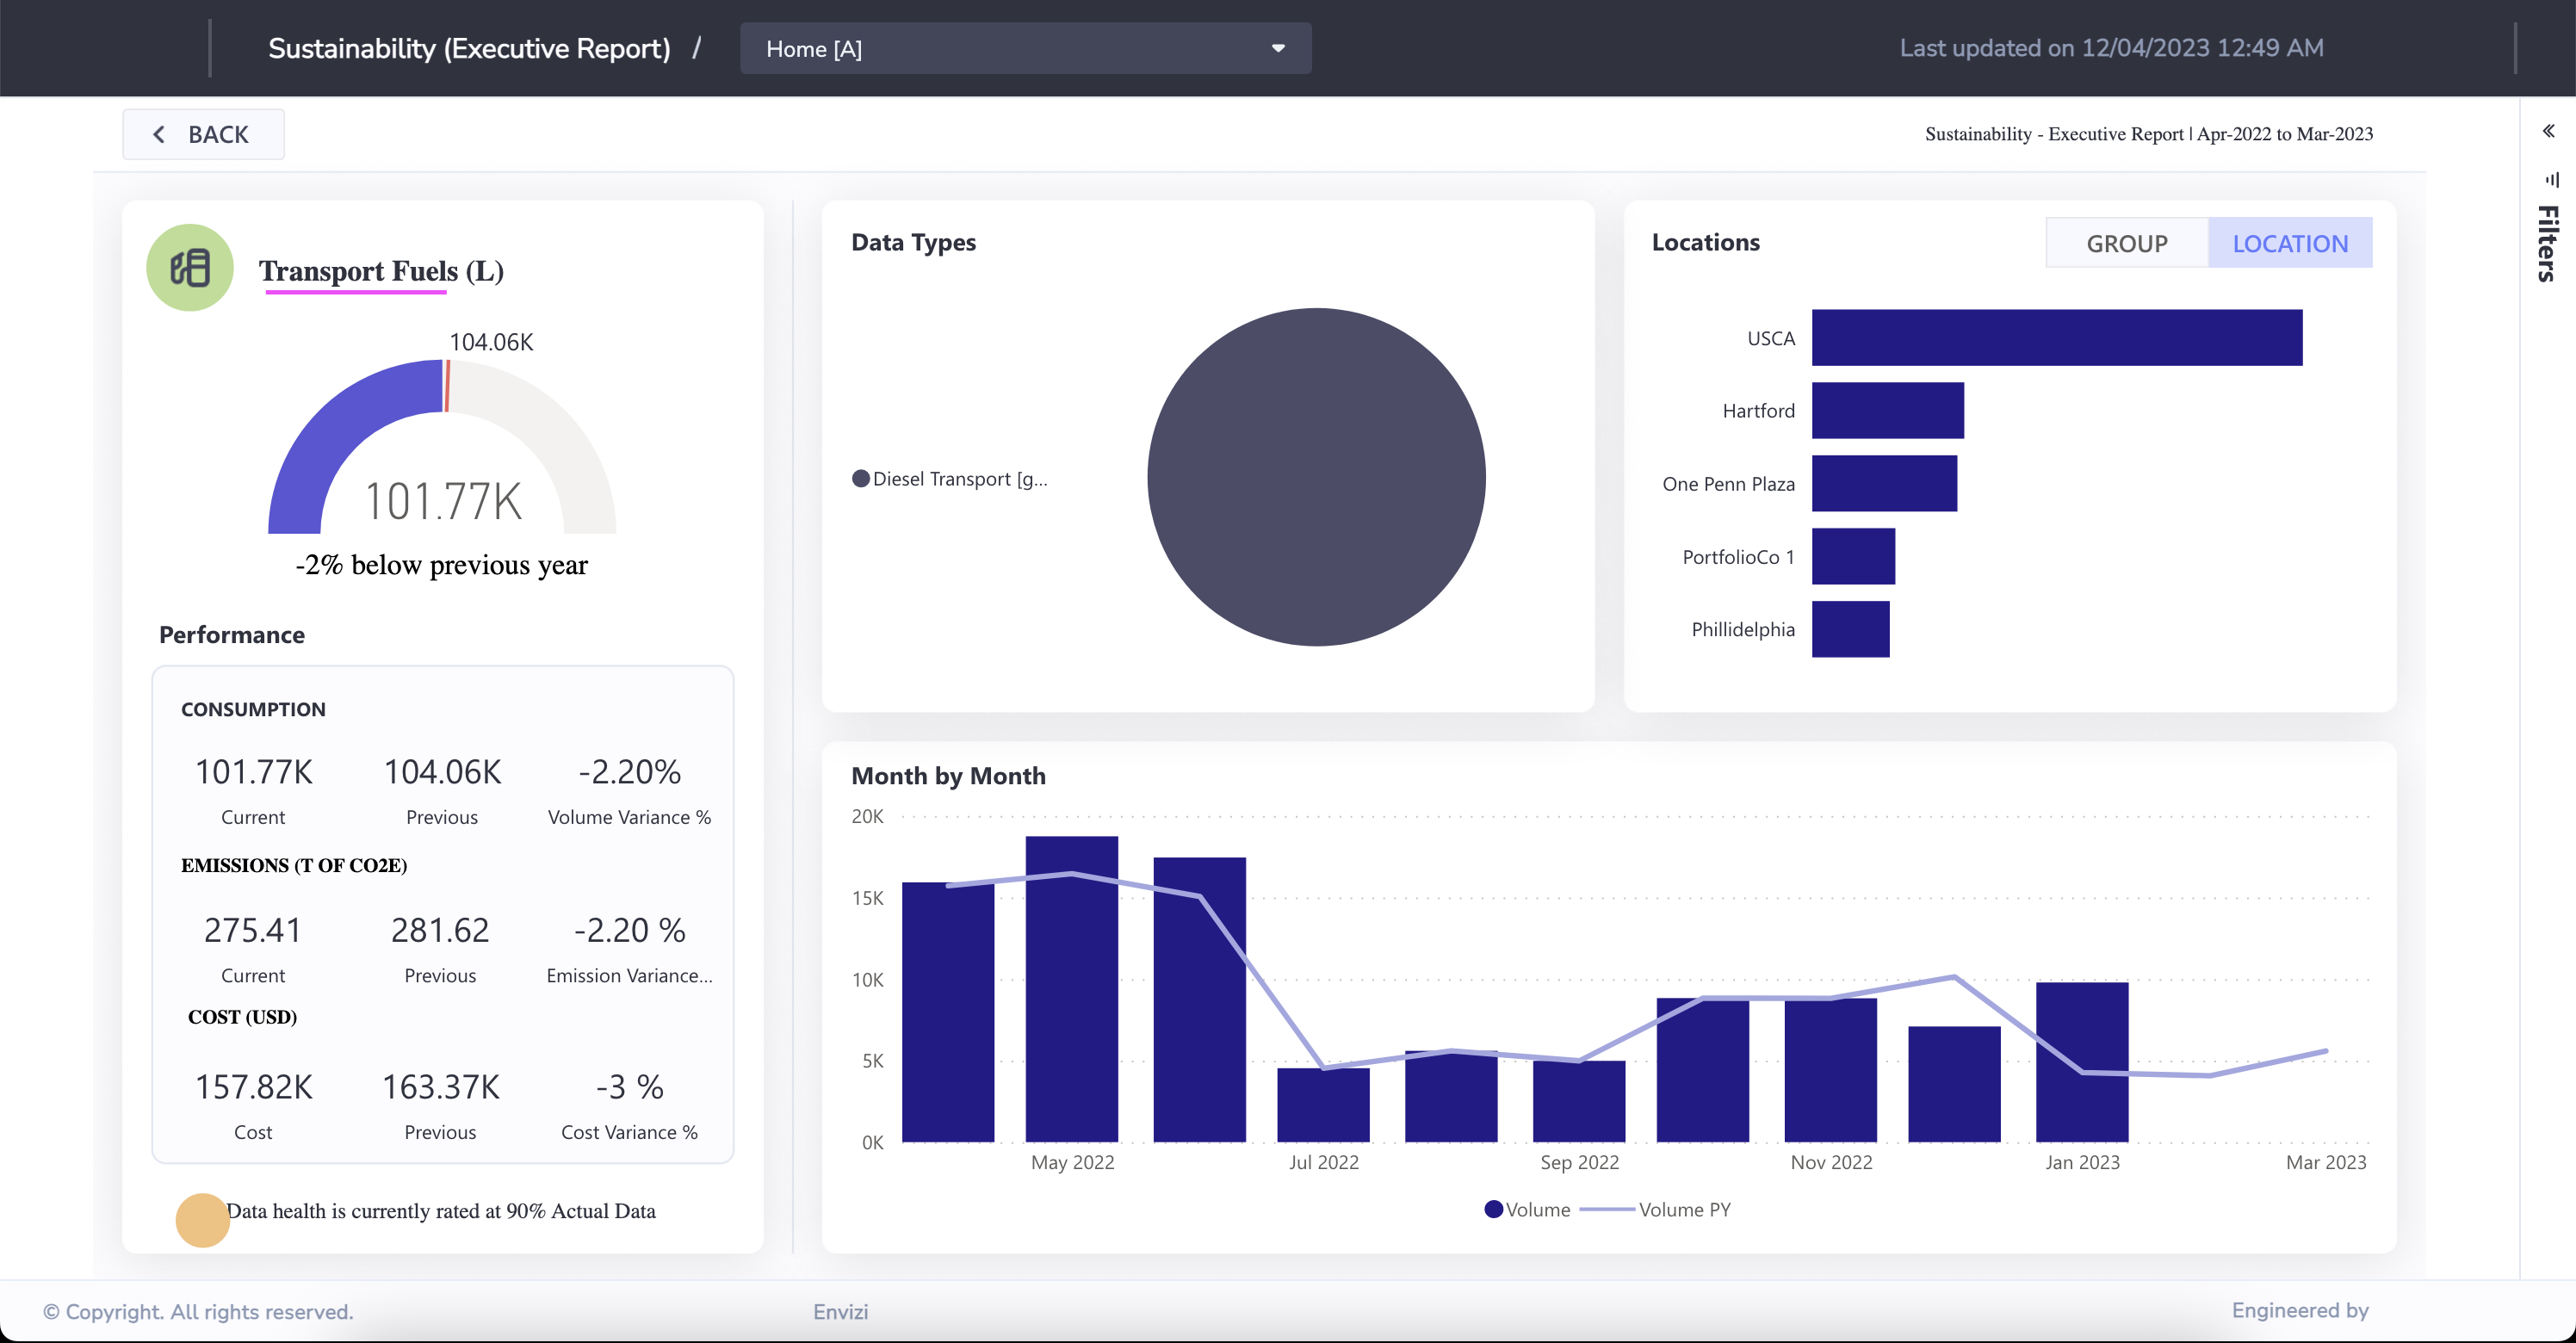 Sustainability (Executive Report) / Home [A]
Last updated on 12/04/2023 12:49 AM
BACK
Sustainability - Executive Report | Apr-2022 to Mar-2023
Filters
Transport Fuels (L)
104.06K
101.77K
-2% below previous year
Performance
CONSUMPTION
101.77K 104.06K -2.20%
Current Previous Volume Variance %
EMISSIONS (T OF CO2E)
275.41 281.62 -2.20 %
Current Previous Emission Variance...
COST (USD)
157.82K 163.37K -3 %
Cost Previous Cost Variance %
Data health is currently rated at 90% Actual Data
Data Types
Diesel Transport [g...
Locations
GROUP LOCATION
USCA
Hartford
One Penn Plaza
PortfolioCo 1
Phillidelphia
Month by Month
20K
15K
10K
5K
0K
May 2022 Jul 2022 Sep 2022 Nov 2022 Jan 2023 Mar 2023
Volume Volume PY
© Copyright. All rights reserved. Envizi Engineered by